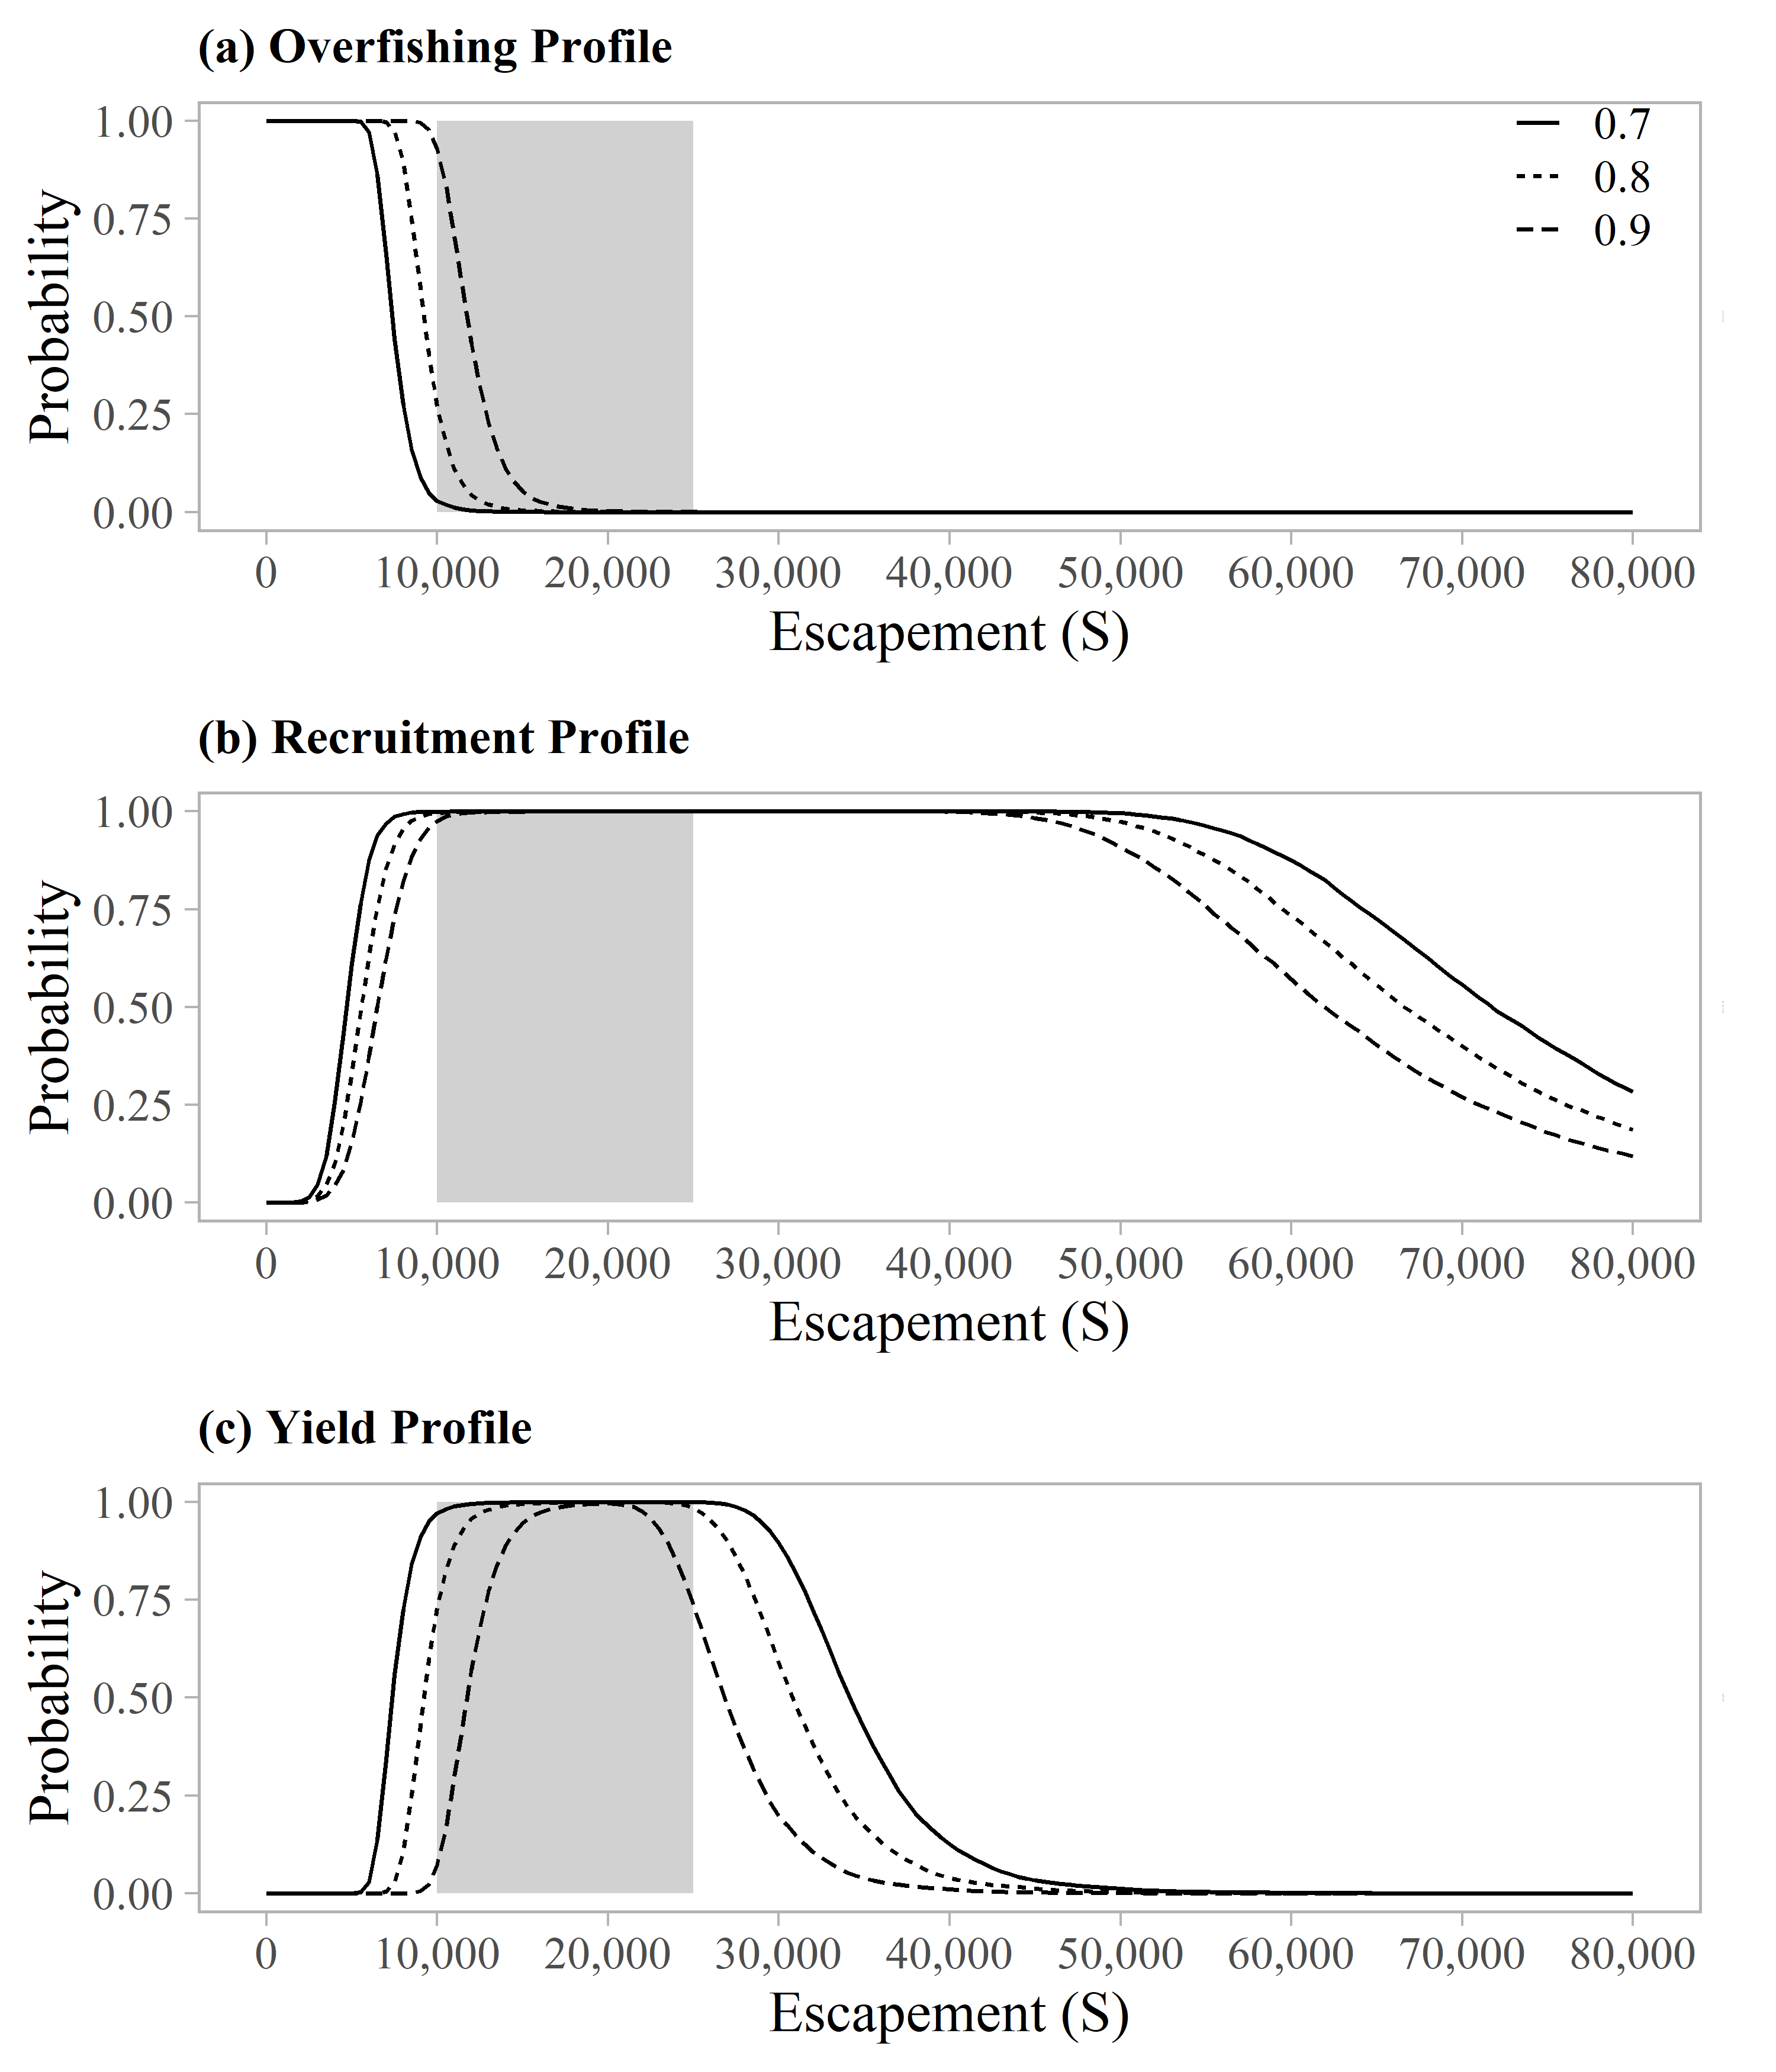 (a) Overfishing Profile
1.00
0.75
0.50
0.25
0.00
Probability
0.7
0.8
0.9
0 10,000 20,000 30,000 40,000 50,000 60,000 70,000 80,000
Escapement (S)
(b) Recruitment Profile
1.00
0.75
0.50
0.25
0.00
Probability
0 10,000 20,000 30,000 40,000 50,000 60,000 70,000 80,000
Escapement (S)
(c) Yield Profile
1.00
0.75
0.50
0.25
0.00
Probability
0 10,000 20,000 30,000 40,000 50,000 60,000 70,000 80,000
Escapement (S)